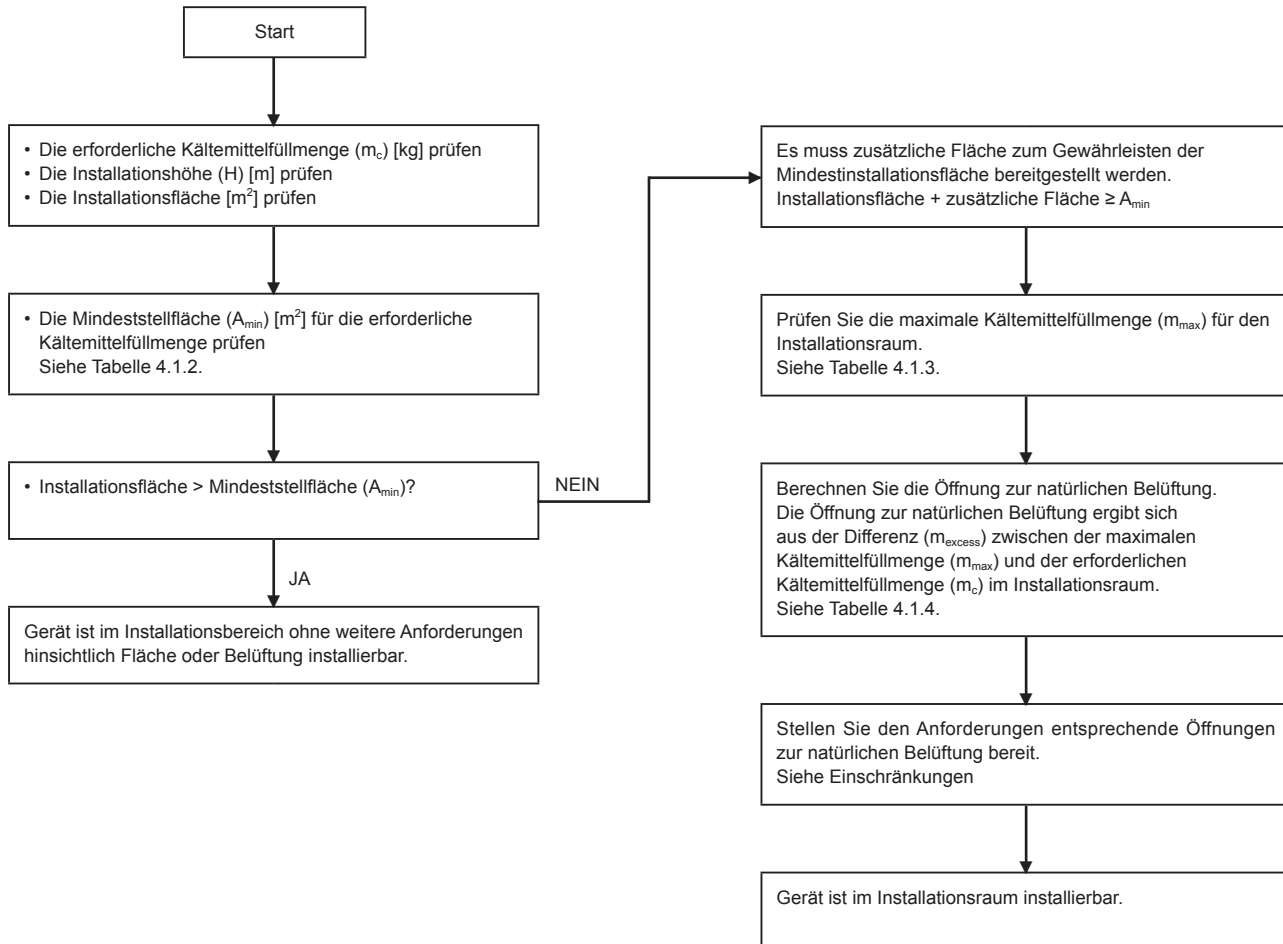 Start
• Die erforderliche Kältemittelfüllmenge (mc) [kg] prüfen
• Die Installationshöhe (H) [m] prüfen
• Die Installationsfläche [m²] prüfen
• Die Mindeststellfläche (Amin) [m²] für die erforderliche
Kältemittelfüllmenge prüfen
Siehe Tabelle 4.1.2.
• Installationsfläche > Mindeststellfläche (Amin)?
NEIN
JA
Gerät ist im Installationsbereich ohne weitere Anforderungen
hinsichtlich Fläche oder Belüftung installierbar.
Es muss zusätzliche Fläche zum Gewährleisten der
Mindestinstallationsfläche bereitgestellt werden.
Installationsfläche + zusätzliche Fläche ≥ Amin
Prüfen Sie die maximale Kältemittelfüllmenge (mmax) für den
Installationsraum.
Siehe Tabelle 4.1.3.
Berechnen Sie die Öffnung zur natürlichen Belüftung.
Die Öffnung zur natürlichen Belüftung ergibt sich
aus der Differenz (mexcess) zwischen der maximalen
Kältemittelfüllmenge (mmax) und der erforderlichen
Kältemittelfüllmenge (mc) im Installationsraum.
Siehe Tabelle 4.1.4.
Stellen Sie den Anforderungen entsprechende Öffnungen
zur natürlichen Belüftung bereit.
Siehe Einschränkungen
Gerät ist im Installationsraum installierbar.